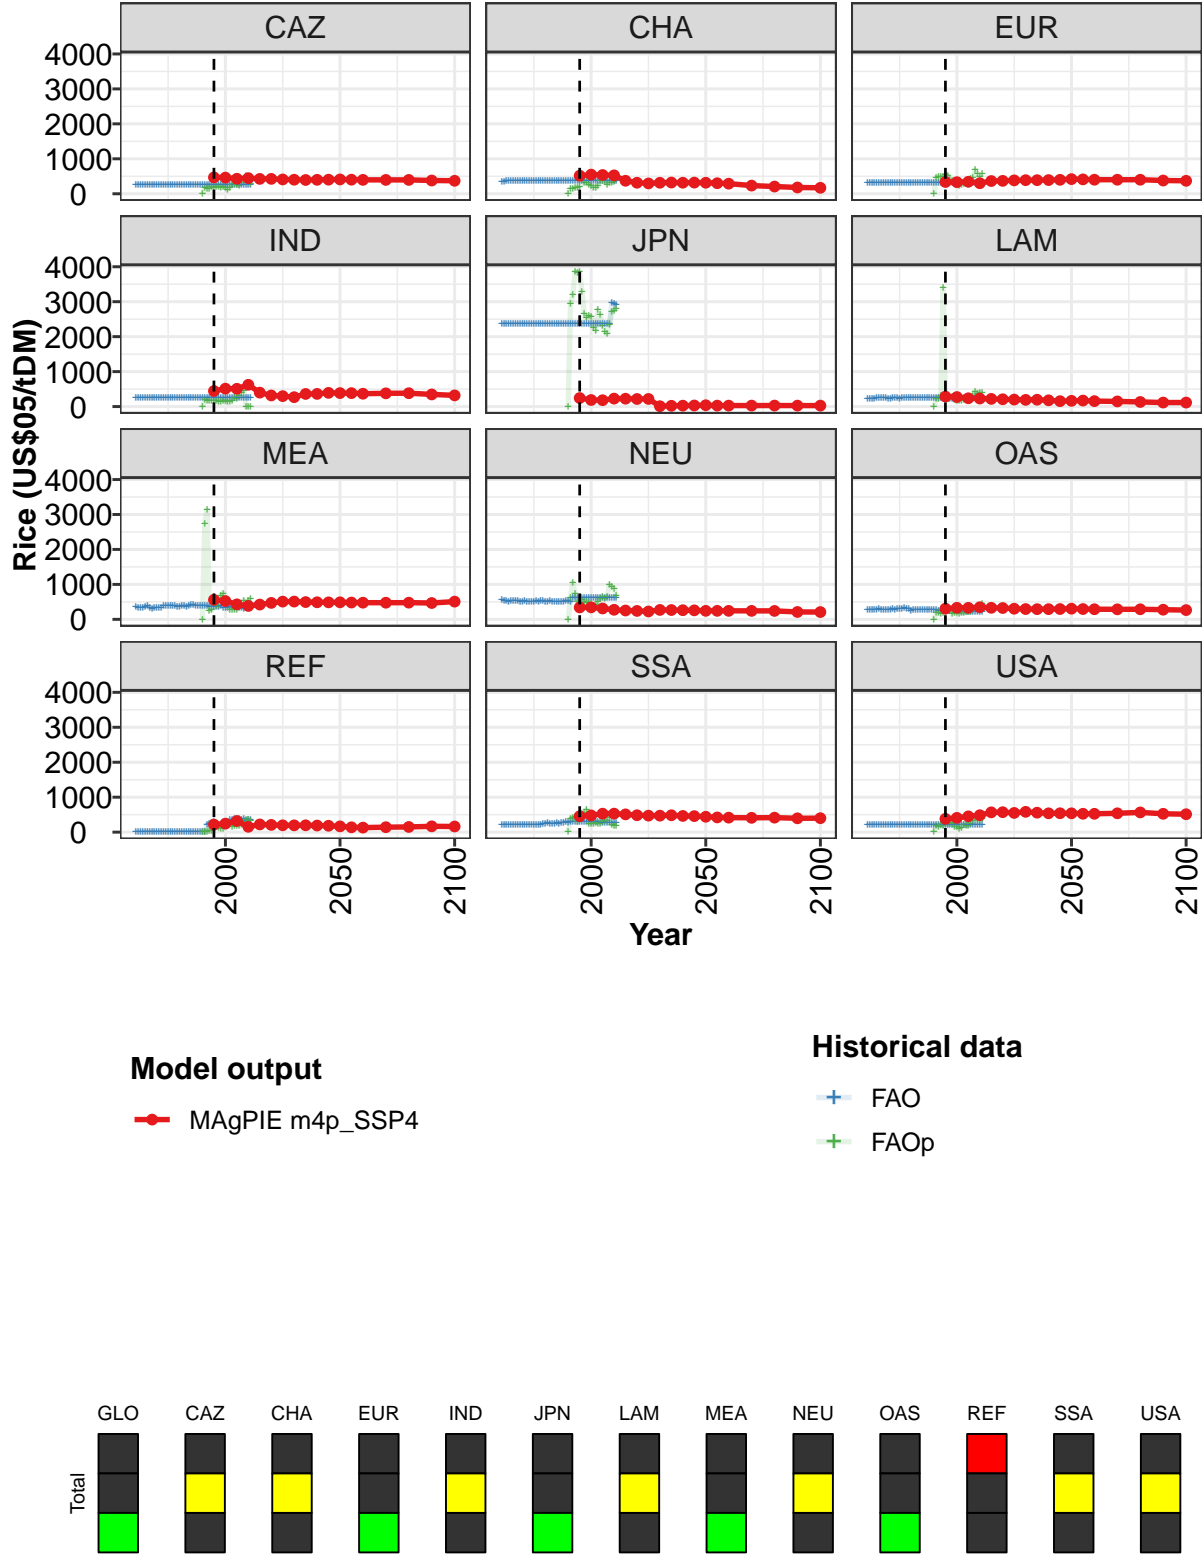 CAZ CHA EUR
4000
3000
2000
1000
0
IND JPN LAM
4000
3000
2000
1000
0
MEA NEU OAS
4000
3000
2000
1000
0
REF SSA USA
4000
3000
2000
1000
0
Rice (US$05/tDM)
2000 2050 2100 2000 2050 2100 2000 2050 2100
Year
Model output
MAgPIE m4p_SSP4
Historical data
FAO
FAOp
GLO CAZ CHA EUR IND JPN LAM MEA NEU OAS REF SSA USA
Total